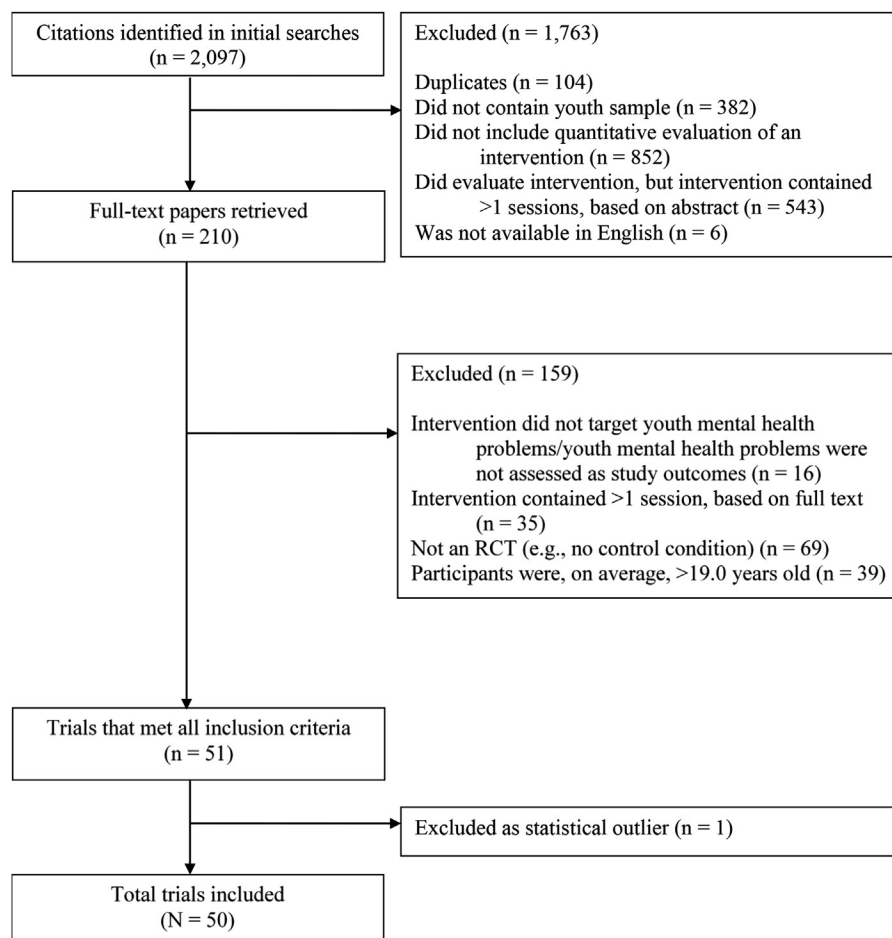 Citations identified in initial searches
(n = 2,097)
Excluded (n = 1,763)
Duplicates (n = 104)
Did not contain youth sample (n = 382)
Did not include quantitative evaluation of an
intervention (n = 852)
Did evaluate intervention, but intervention contained
>1 sessions, based on abstract (n = 543)
Was not available in English (n = 6)
Full-text papers retrieved
(n = 210)
Excluded (n = 159)
Intervention did not target youth mental health
problems/youth mental health problems were
not assessed as study outcomes (n = 16)
Intervention contained >1 session, based on full text
(n = 35)
Not an RCT (e.g., no control condition) (n = 69)
Participants were, on average, >19.0 years old (n = 39)
Trials that met all inclusion criteria
(n = 51)
Excluded as statistical outlier (n = 1)
Total trials included
(N = 50)